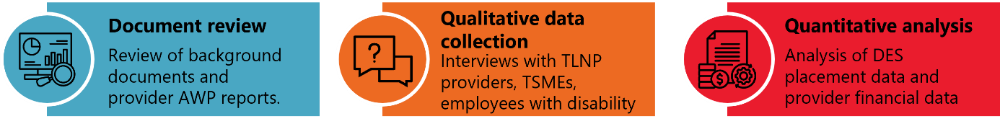 Document review
Review of background
documents and
provider AWP reports.
Qualitative data
collection
Interviews with TLNP
providers, TSMEs,
employees with disability
Quantitative analysis
Analysis of DES
placement data and
provider financial data